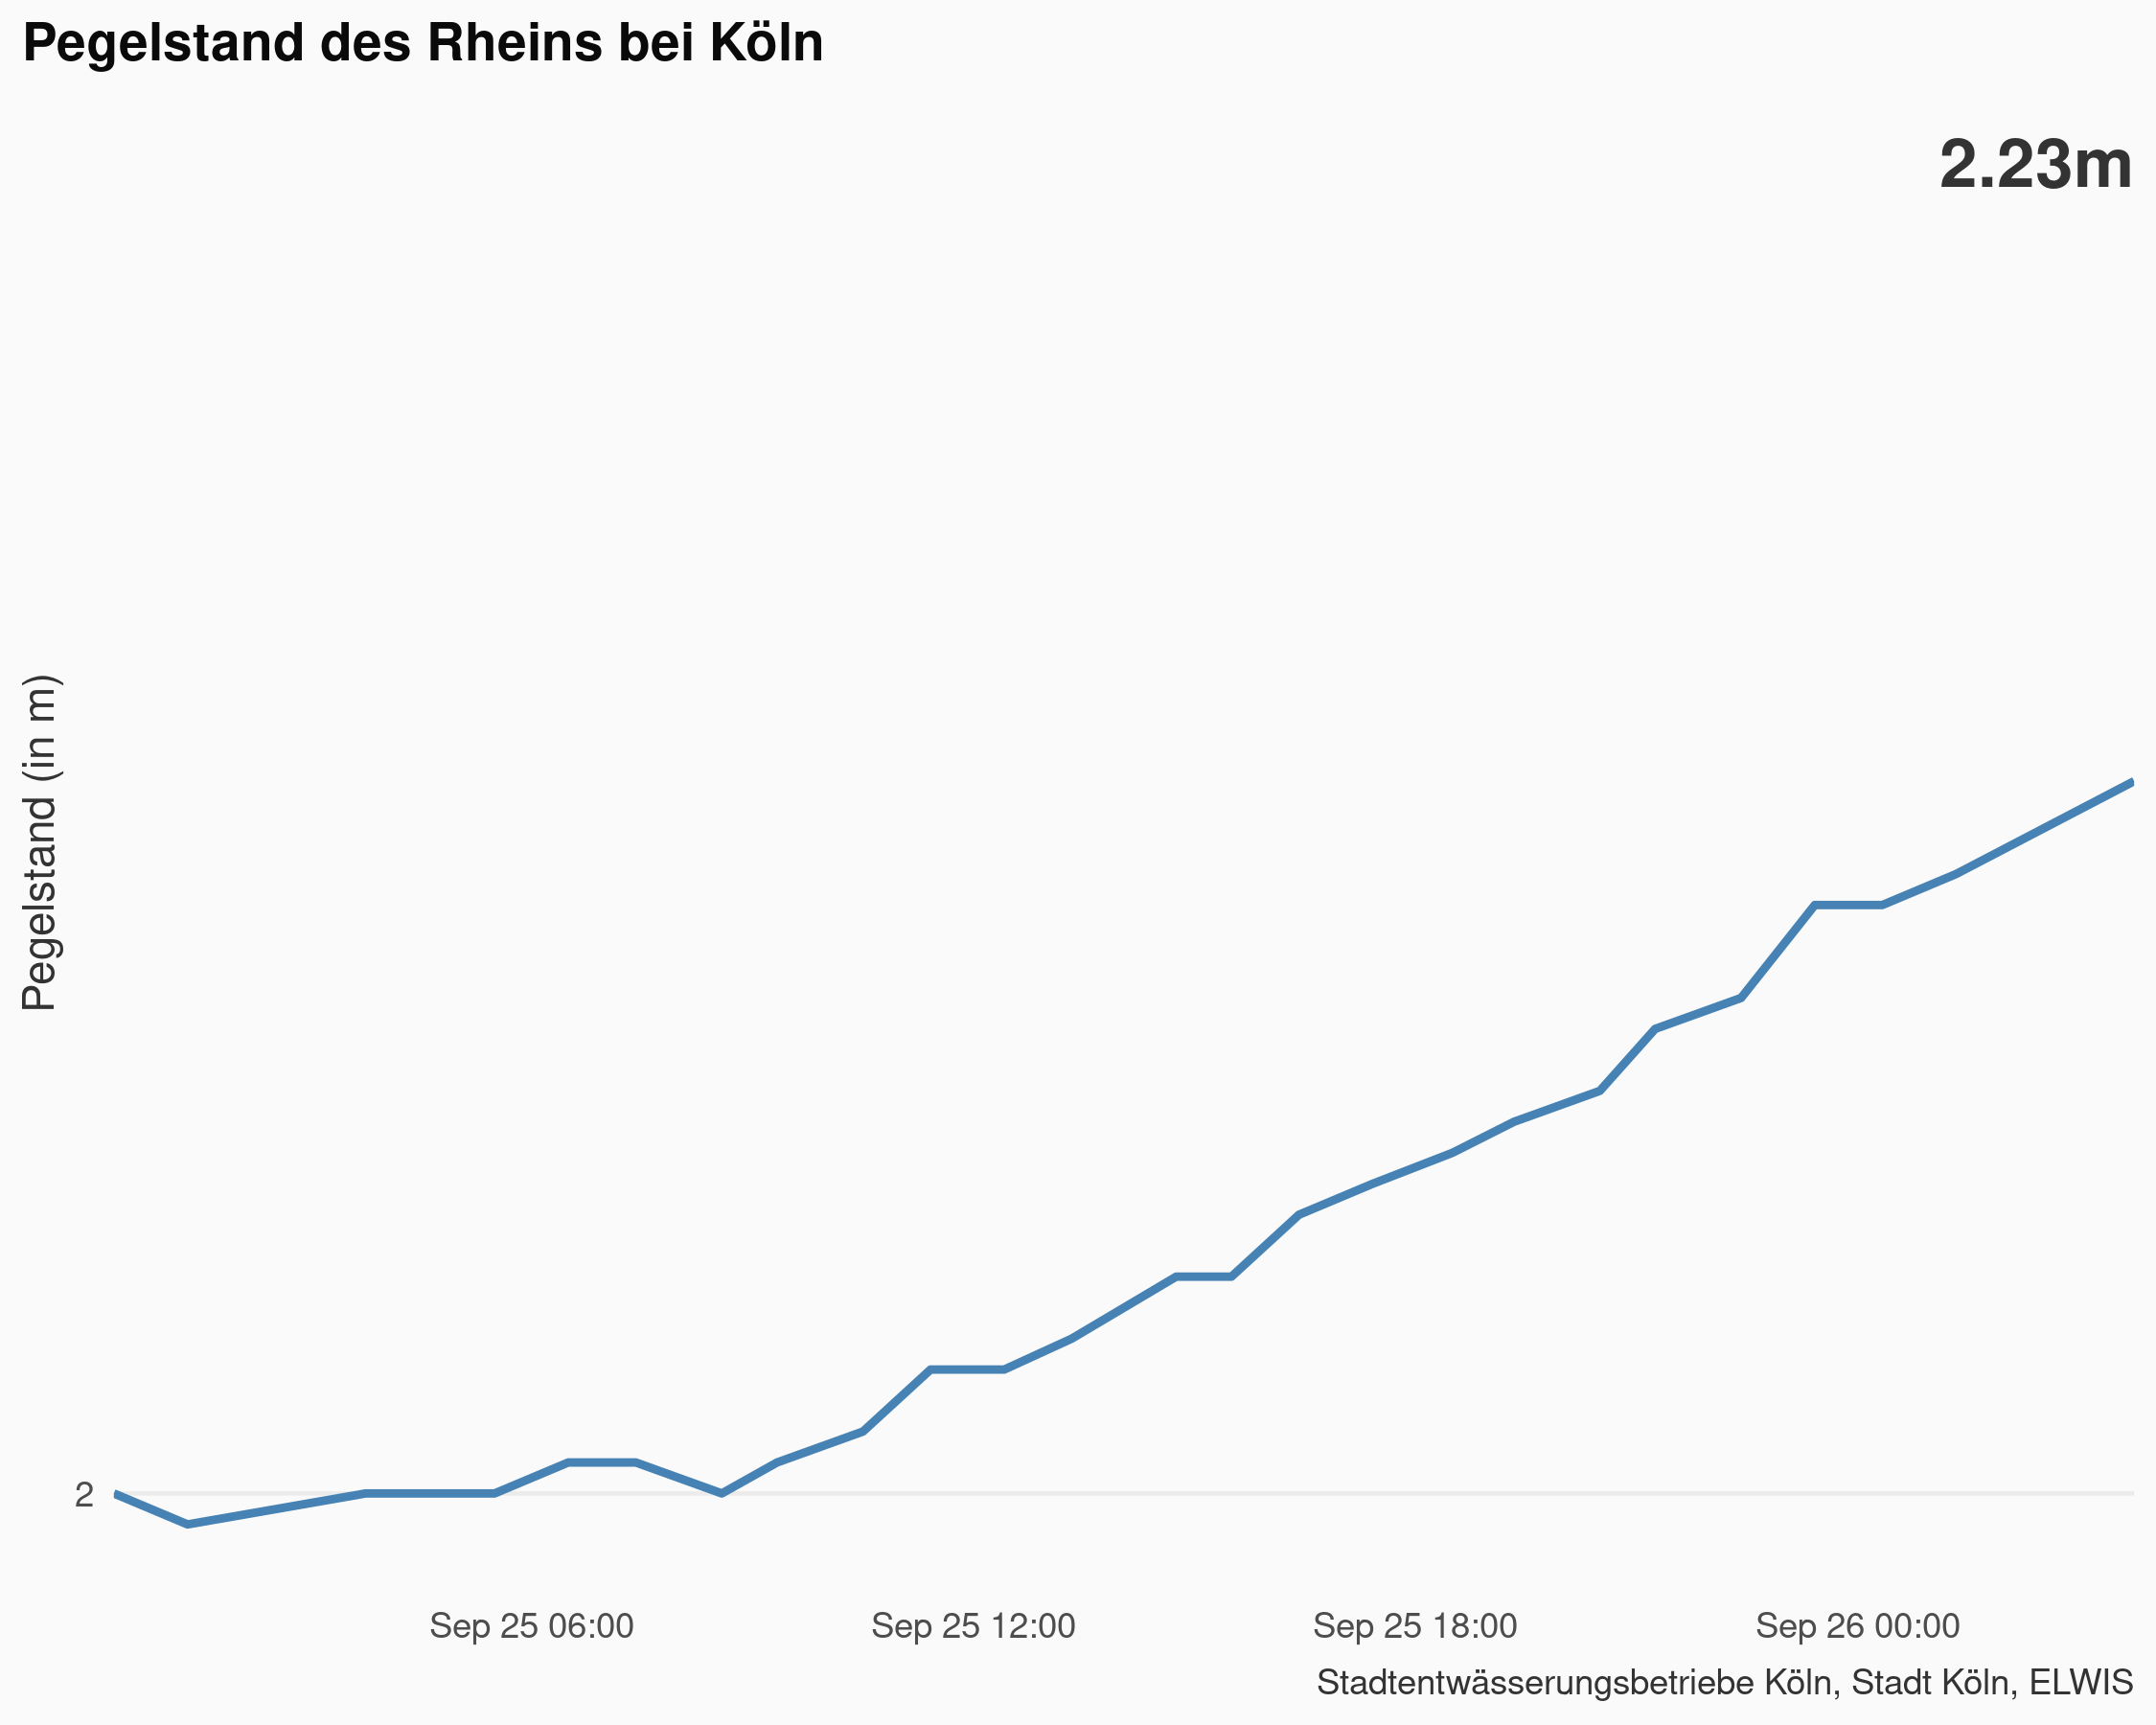 Pegelstand des Rheins bei Köln
2.23m
Pegelstand (in m)
2
Sep 25 06:00
Sep 25 12:00
Sep 25 18:00
Sep 26 00:00
Stadtentwässerungsbetriebe Köln, Stadt Köln, ELWIS